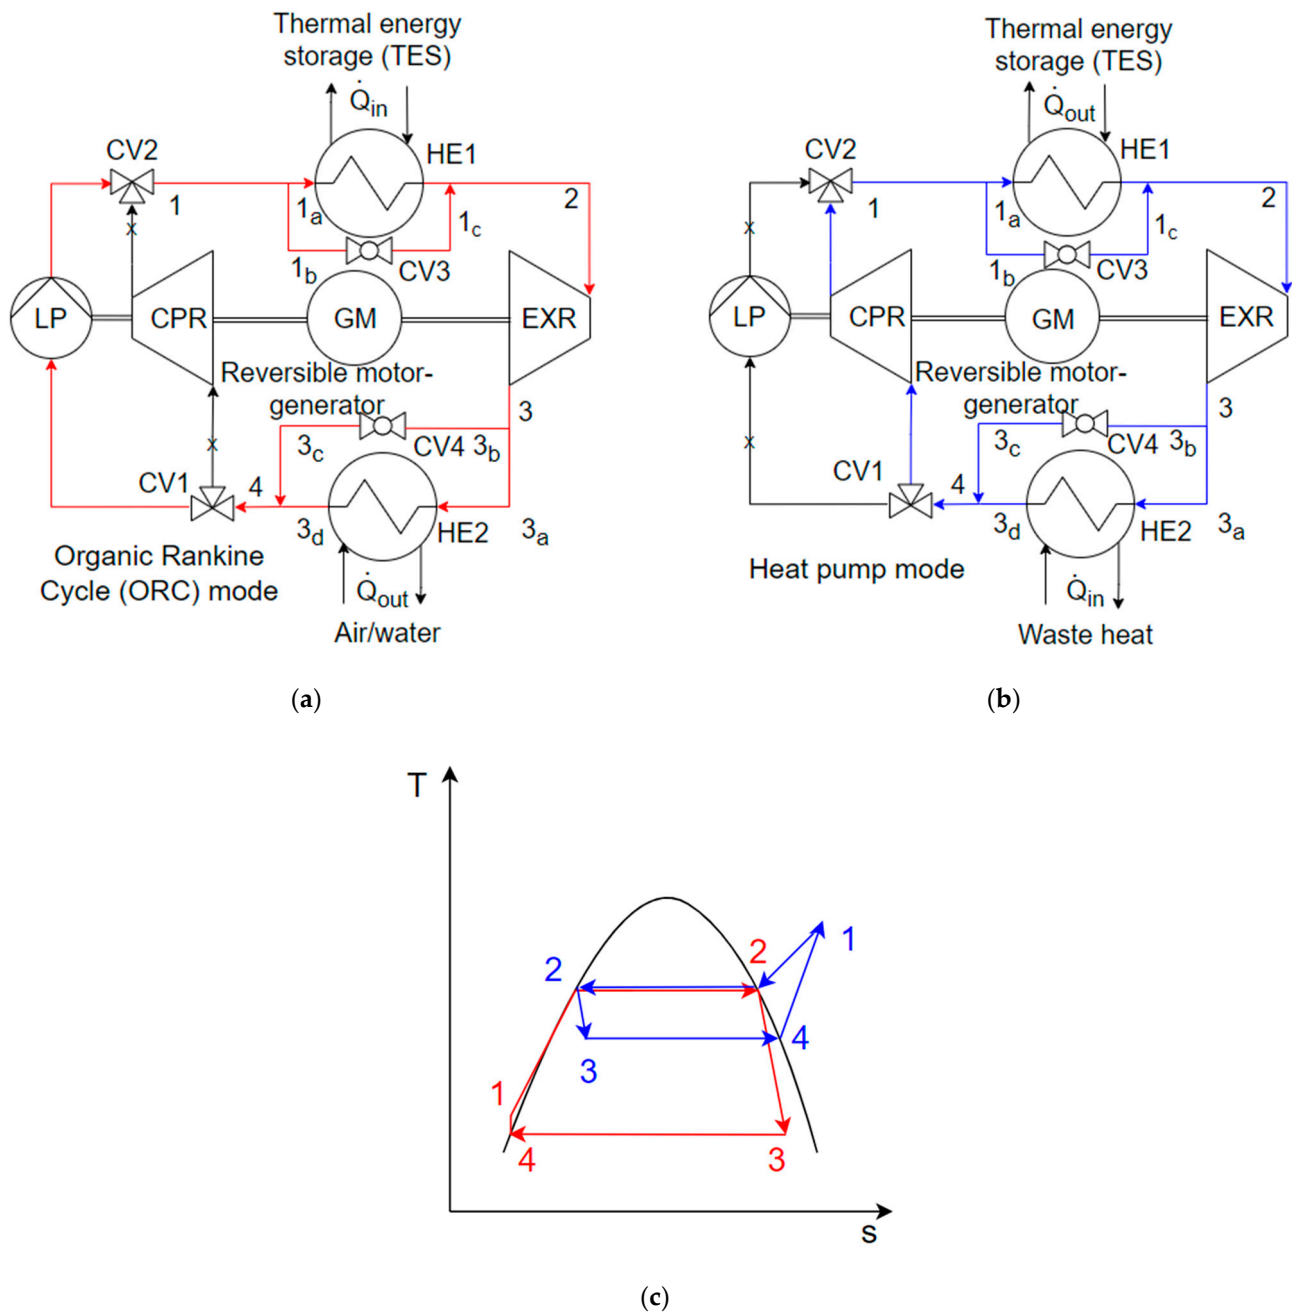 Thermal energy
storage (TES)
Q̇in
CV2
HE1
1
1a
1b
1c
2
CV3
x
LP
CPR
GM
EXR
Reversible motor-
generator
3
3c
CV4
3b
x
CV1
4
3d
HE2
3a
Organic Rankine
Cycle (ORC) mode
Q̇out
Air/water
(a)
Thermal energy
storage (TES)
Q̇out
CV2
HE1
1
1a
1b
1c
2
CV3
x
LP
CPR
GM
EXR
Reversible motor-
generator
3
3c
CV4
3b
x
CV1
4
3d
HE2
3a
Heat pump mode
Q̇in
Waste heat
(b)
T
2
2
1
3
4
1
4
3
s
(c)